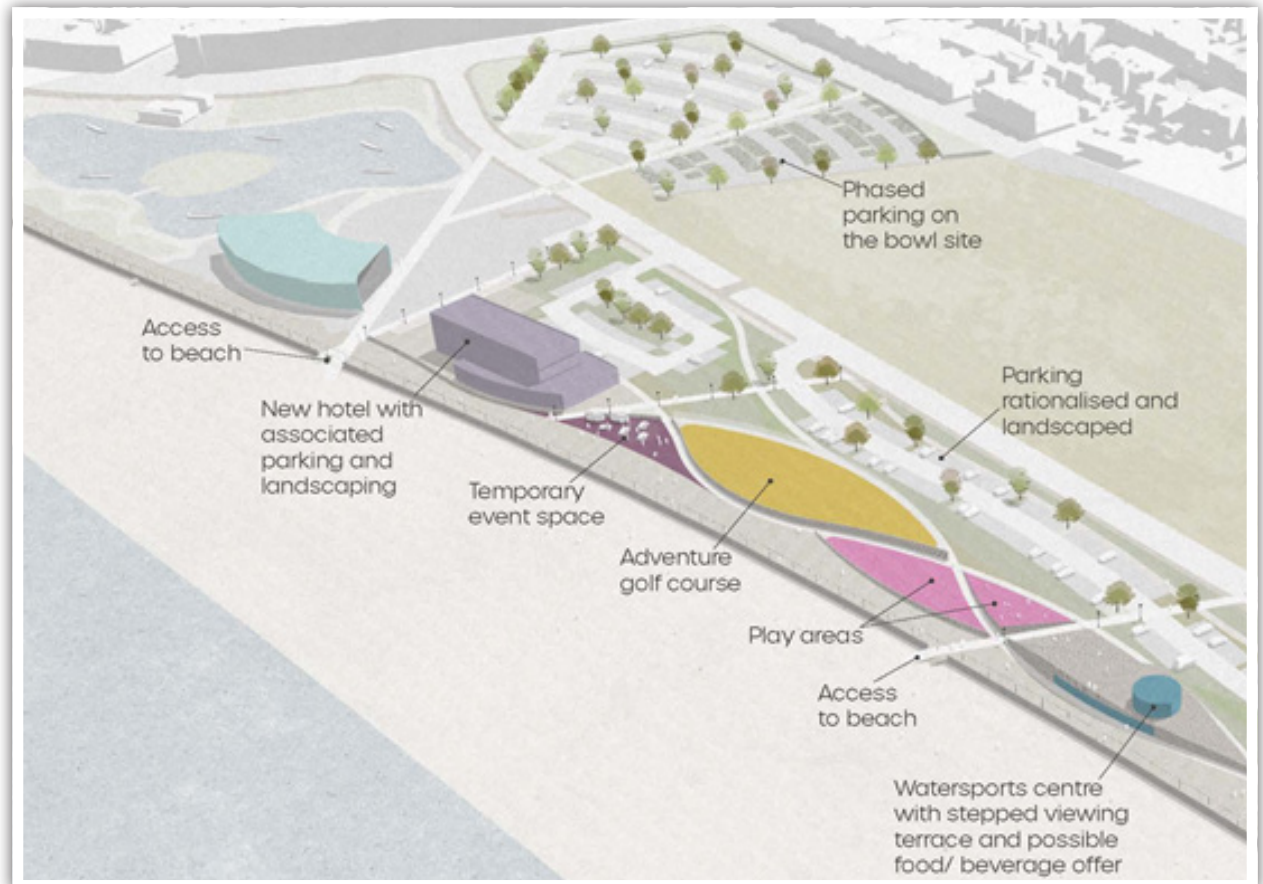 Phased
parking on
the bowl site
Access
to beach
Parking
rationalised and
landscaped
New hotel with
associated
parking and
landscaping
Temporary
event space
Adventure
golf course
Play areas
Access
to beach
Watersports centre
with stepped viewing
terrace and possible
food/ beverage offer